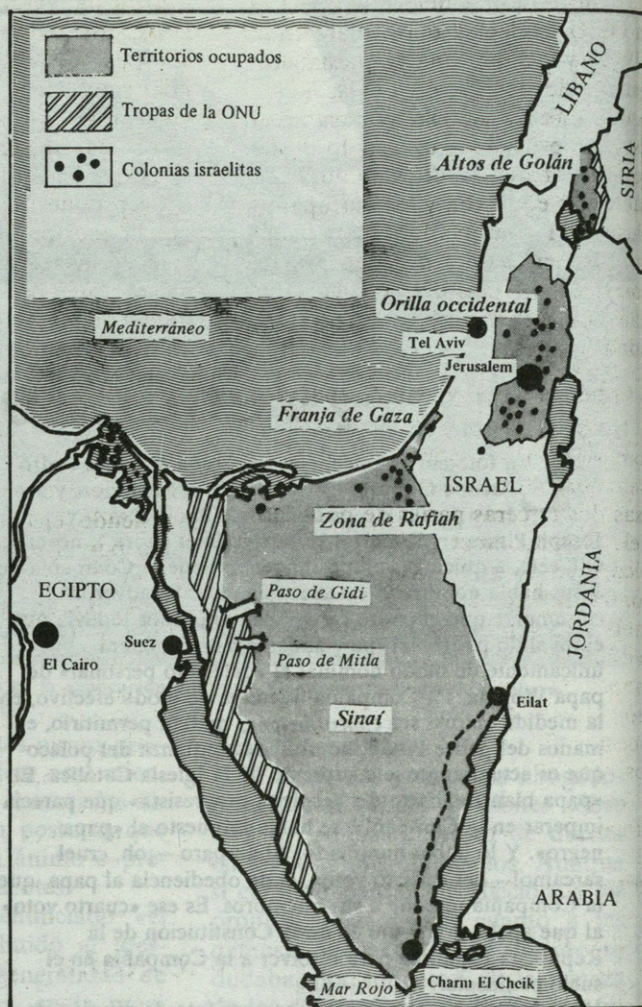 Territorios ocupados
Tropas de la ONU
Colonias israelitas
LIBANO
SIRIA
Altos de Golán
Orilla occidental
Mediterráneo
Tel Aviv
Jerusalem
Franja de Gaza
ISRAEL
Zona de Rafiah
JORDANIA
EGIPTO
Paso de Gidi
Suez
El Cairo
Paso de Mitla
Sinaí
Eilat
ARABIA
Mar Rojo
Charm El Cheik